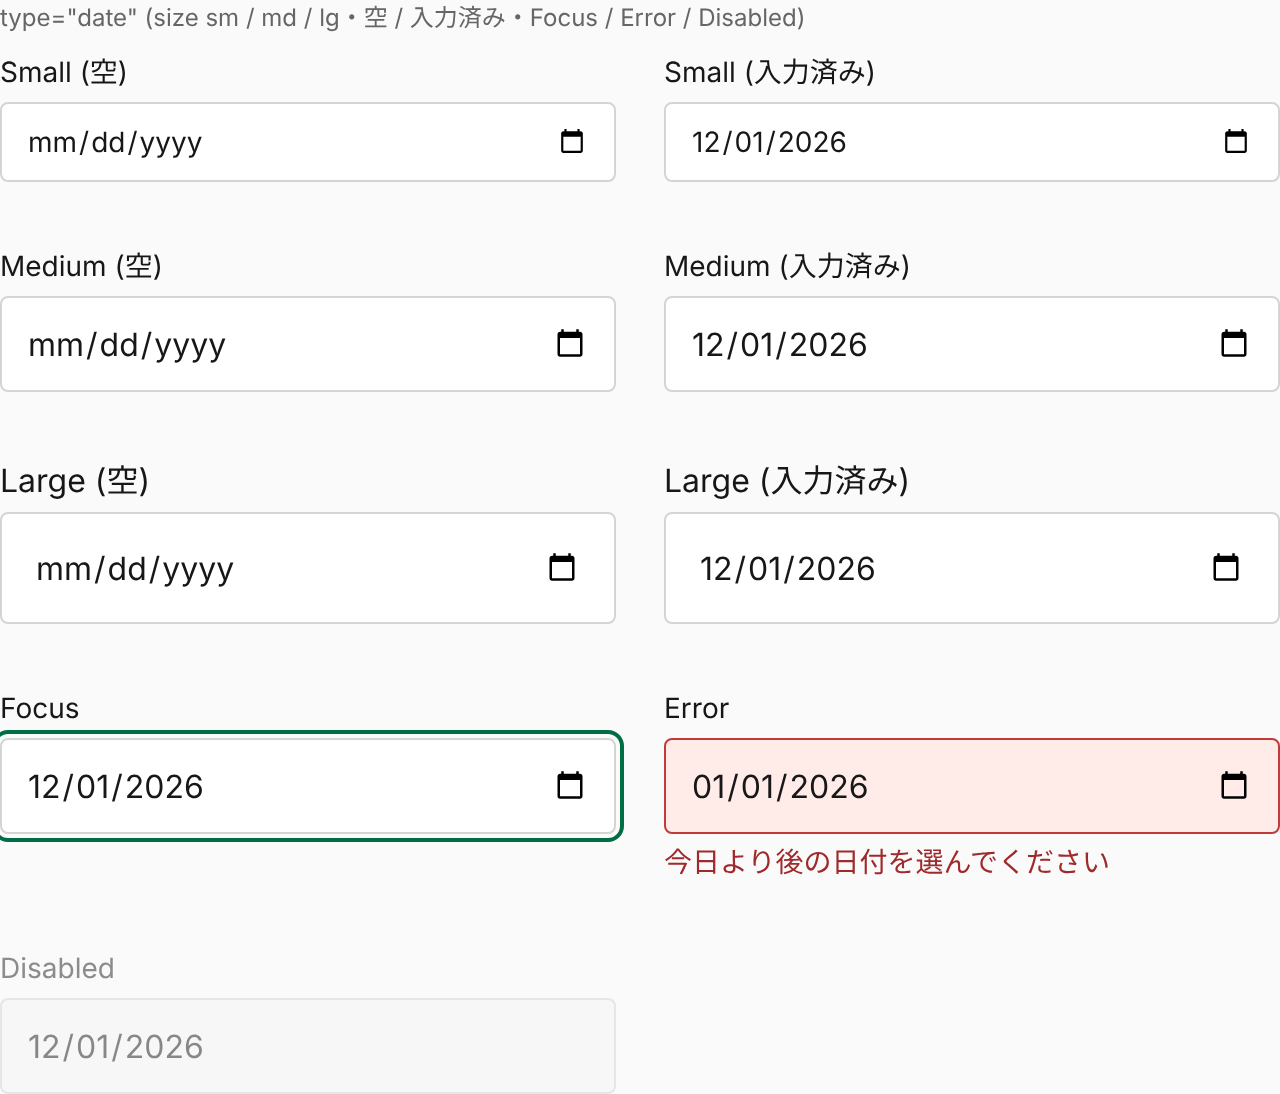 type="date" (size sm / md / lg・空 / 入力済み・Focus / Error / Disabled)
Small (空)
Small (入力済み)
mm/dd/yyyy
12/01/2026
Medium (空)
Medium (入力済み)
mm/dd/yyyy
12/01/2026
Large (空)
Large (入力済み)
mm/dd/yyyy
12/01/2026
Focus
Error
12/01/2026
01/01/2026
今日より後の日付を選んでください
Disabled
12/01/2026